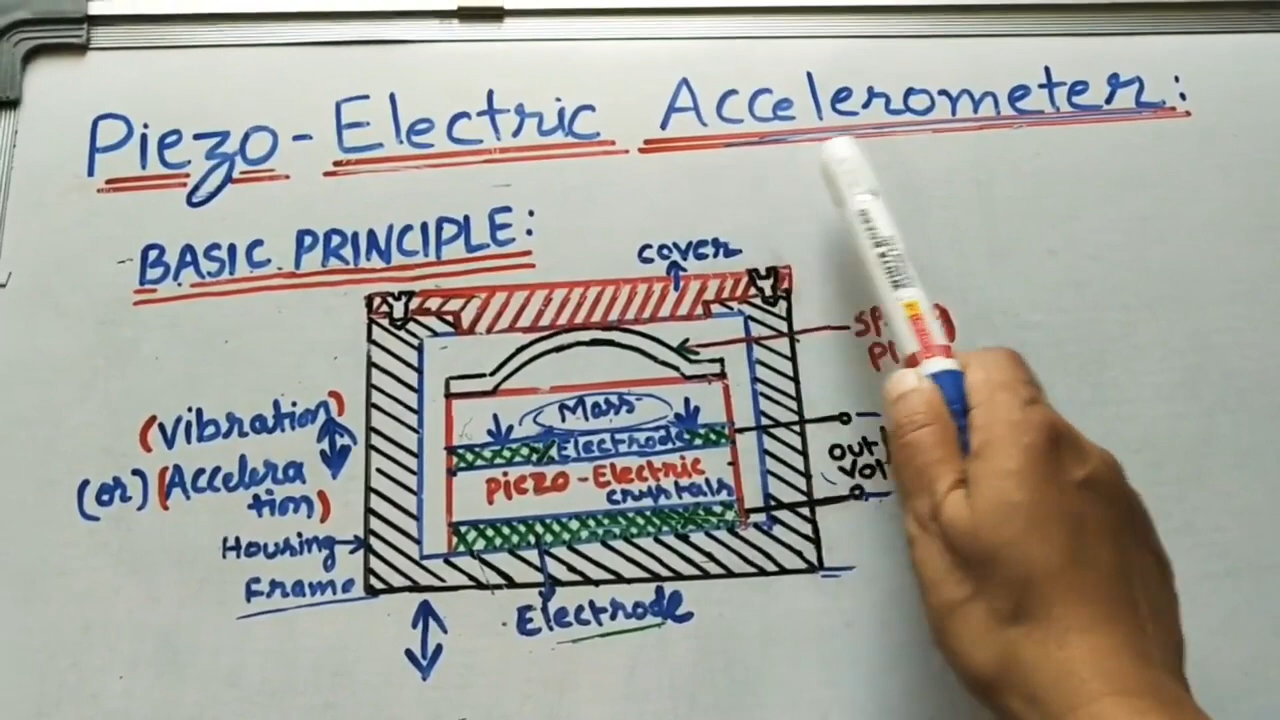 Piezo-Electric Accelerometer:
BASIC PRINCIPLE:
cover
Mass
Electrode
Piezo-Electric
crystals
(Vibration)
(or) (Accelera
tion)
Housing
Frame
Electrode